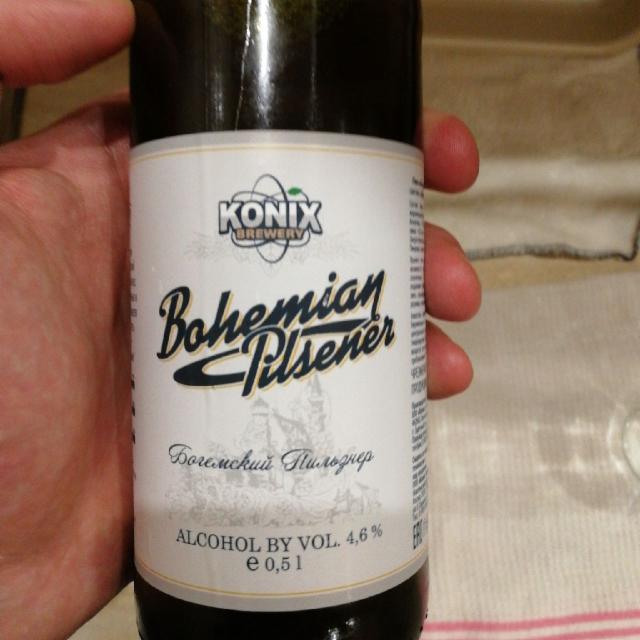 KONIX
BREWERY
Bohemian
Pilsener
Богемский Пильзнер
ALCOHOL BY VOL. 4,6 %
e 0,5 l